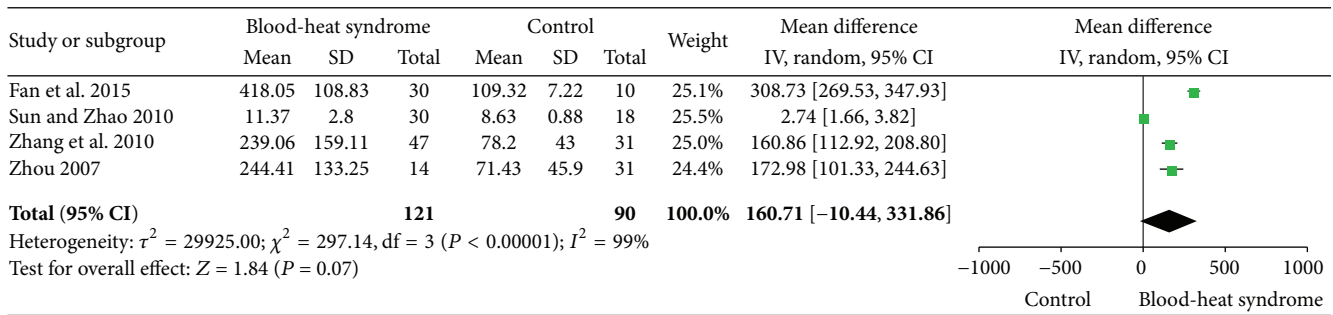 Study or subgroup Blood-heat syndrome Control Weight Mean difference Mean difference
Mean SD Total Mean SD Total IV, random, 95% CI IV, random, 95% CI
Fan et al. 2015 418.05 108.83 30 109.32 7.22 10 25.1% 308.73 [269.53, 347.93]
Sun and Zhao 2010 11.37 2.8 30 8.63 0.88 18 25.5% 2.74 [1.66, 3.82]
Zhang et al. 2010 239.06 159.11 47 78.2 43 31 25.0% 160.86 [112.92, 208.80]
Zhou 2007 244.41 133.25 14 71.43 45.9 31 24.4% 172.98 [101.33, 244.63]
Total (95% CI) 121 90 100.0% 160.71 [−10.44, 331.86]
Heterogeneity: τ² = 29925.00; χ² = 297.14, df = 3 (P < 0.00001); I² = 99%
Test for overall effect: Z = 1.84 (P = 0.07)
−1000 −500 0 500 1000
Control Blood-heat syndrome